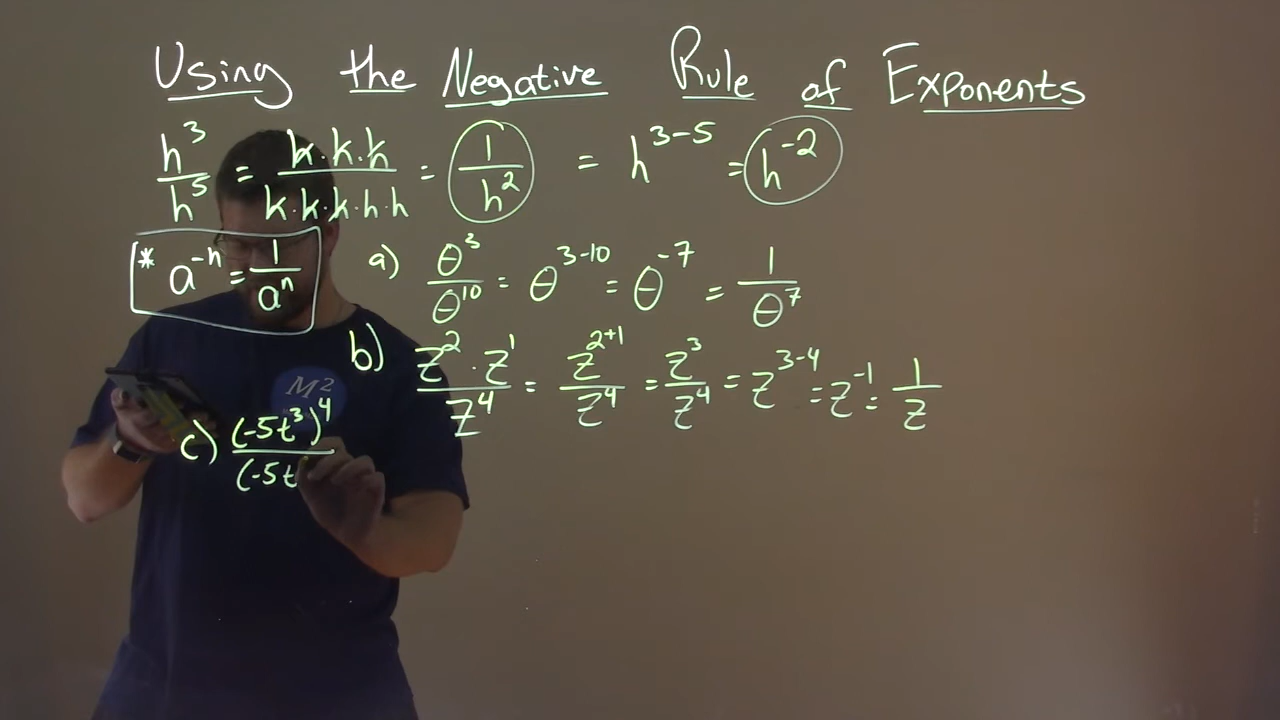 Using the Negative Rule of Exponents
h³/h⁵ = h·h·h/h·h·h·h·h = 1/h² = h³⁻⁵ = h⁻²
* a⁻ⁿ = 1/aⁿ
a) θ³/θ¹⁰ = θ³⁻¹⁰ = θ⁻⁷ = 1/θ⁷
b) z²·z¹/z⁴ = z²⁺¹/z⁴ = z³/z⁴ = z³⁻⁴ = z⁻¹ = 1/z
M²
c) (-5t³)⁴/(-5t